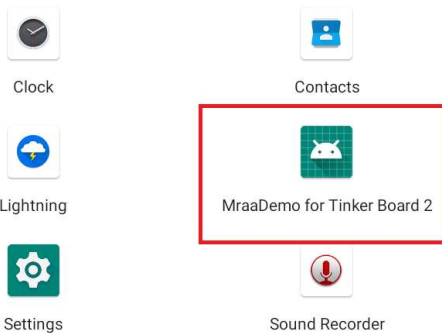 Clock
Contacts
Lightning
MraaDemo for Tinker Board 2
Settings
Sound Recorder